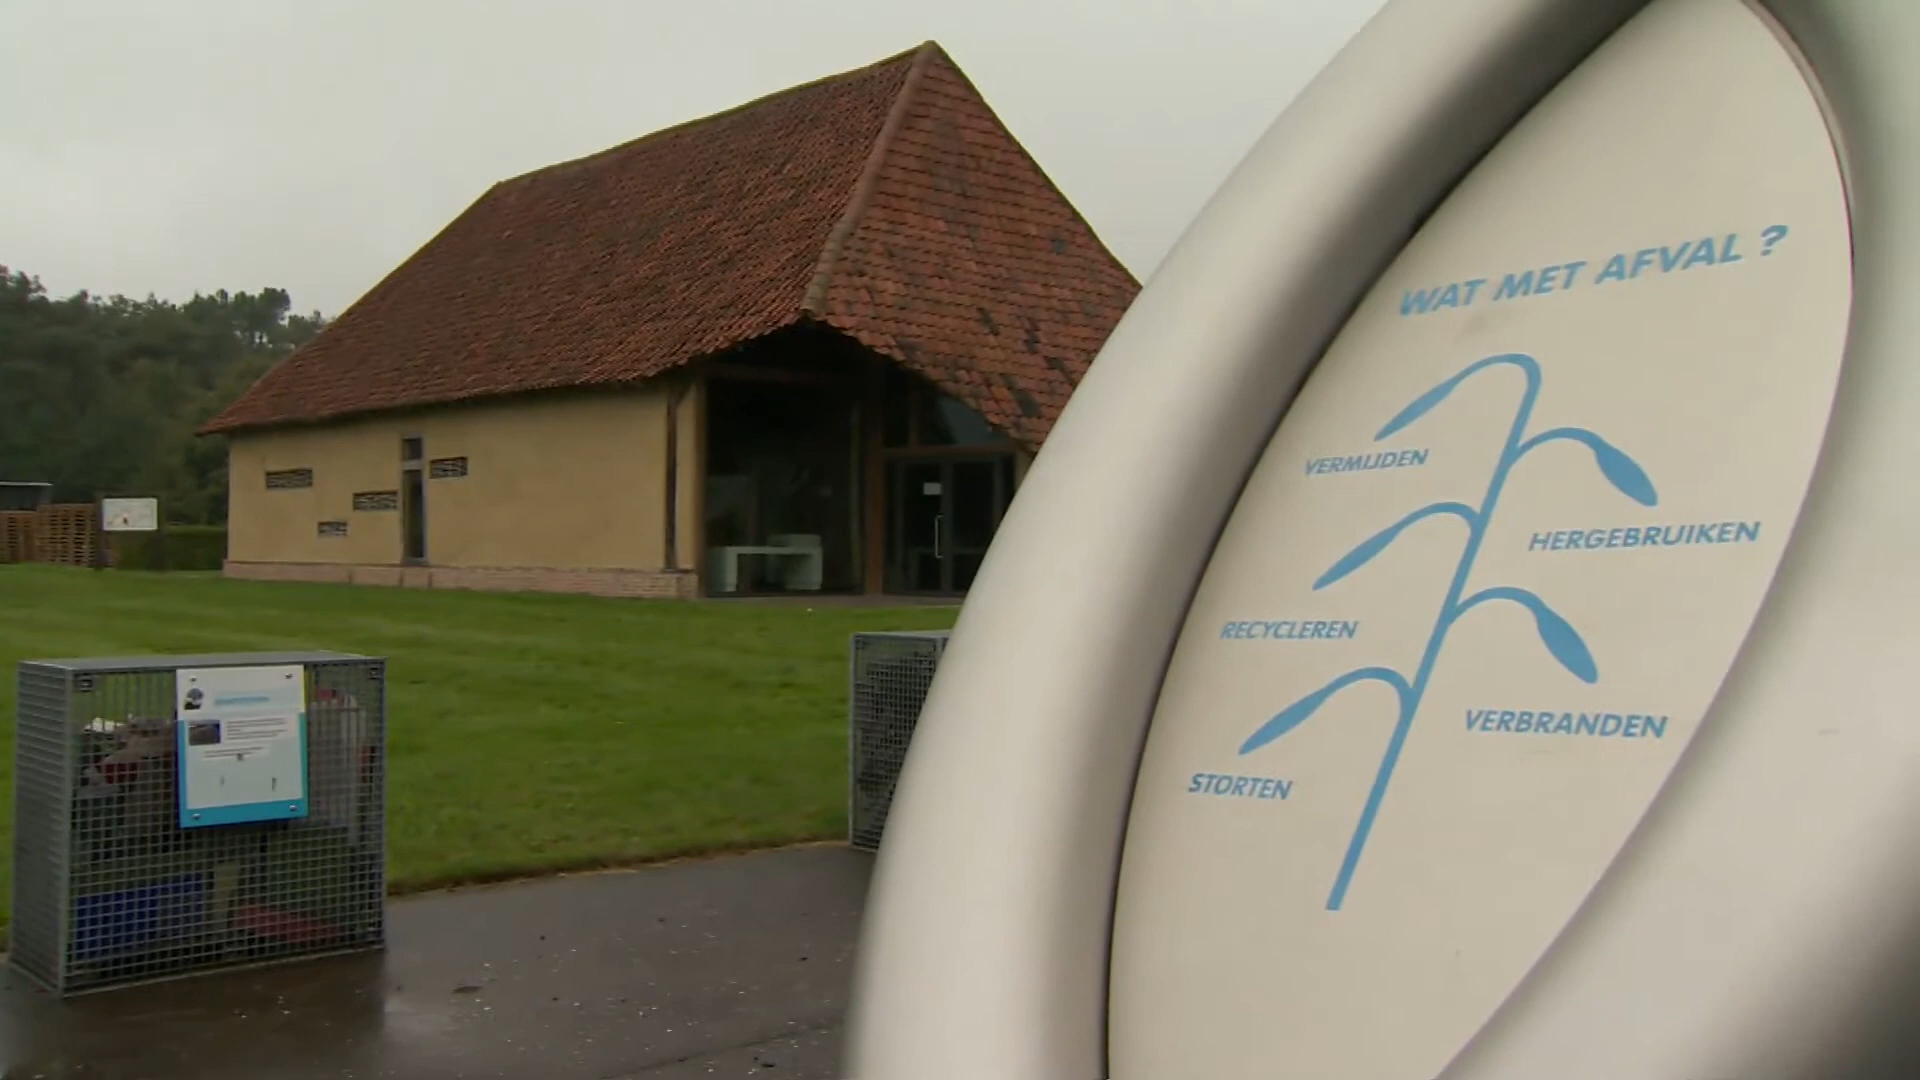 WAT MET AFVAL ?
VERMIJDEN
HERGEBRUIKEN
RECYCLEREN
VERBRANDEN
STORTEN